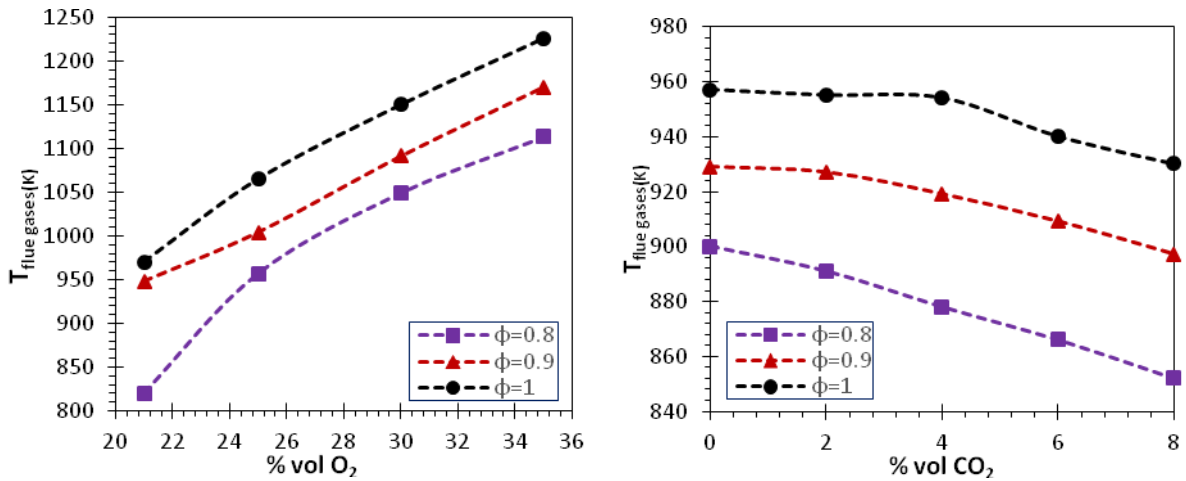 T flue gases(K)
1250
1200
1150
1100
1050
1000
950
900
850
800
20 22 24 26 28 30 32 34 36
% vol O₂
ϕ=0.8
ϕ=0.9
ϕ=1
T flue gases(K)
980
960
940
920
900
880
860
840
0 2 4 6 8
% vol CO₂
ϕ=0.8
ϕ=0.9
ϕ=1